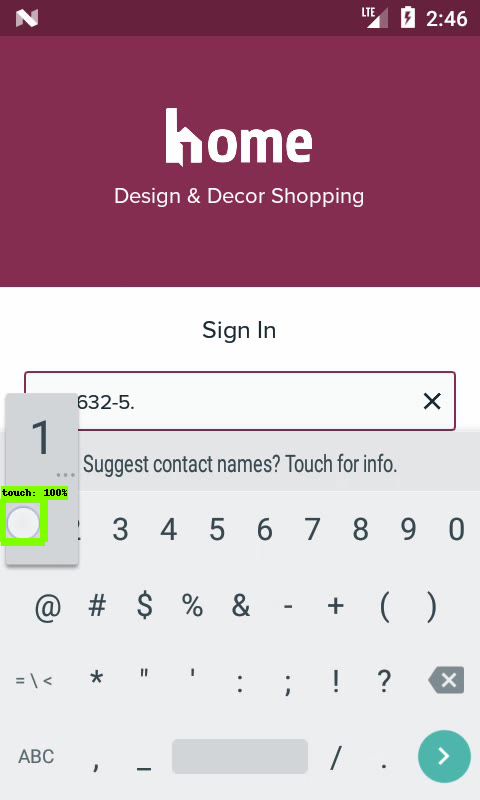 LTE 2:46
home
Design & Decor Shopping
Sign In
632-5.
1
Suggest contact names? Touch for info.
touch: 100%
3 4 5 6 7 8 9 0
@ # $ % & - + ( )
= \ < * " ' : ; ! ?
ABC , _ / .